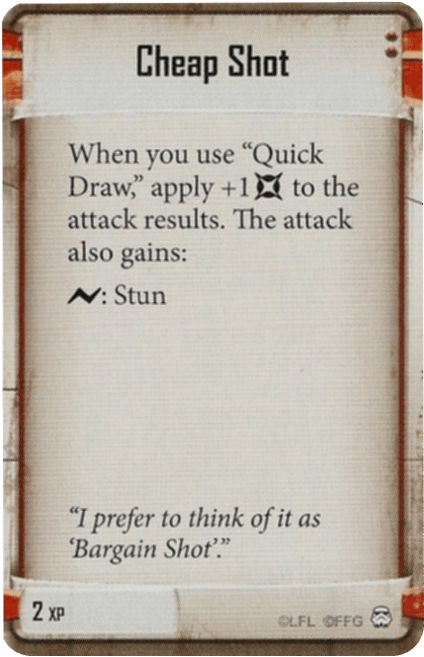 Cheap Shot
When you use “Quick
Draw,” apply +1 to the
attack results. The attack
also gains:
: Stun
“I prefer to think of it as
‘Bargain Shot’.”
2 XP
©LFL ©FFG